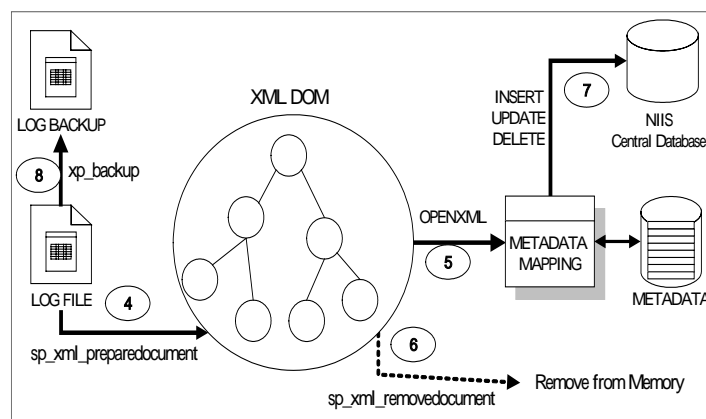 LOG BACKUP
8
xp_backup
LOG FILE
4
sp_xml_preparedocument
XML DOM
OPENXML
5
6
sp_xml_removedocument
Remove from Memory
INSERT
UPDATE
DELETE
7
NIIS
Central Database
METADATA
MAPPING
METADATA